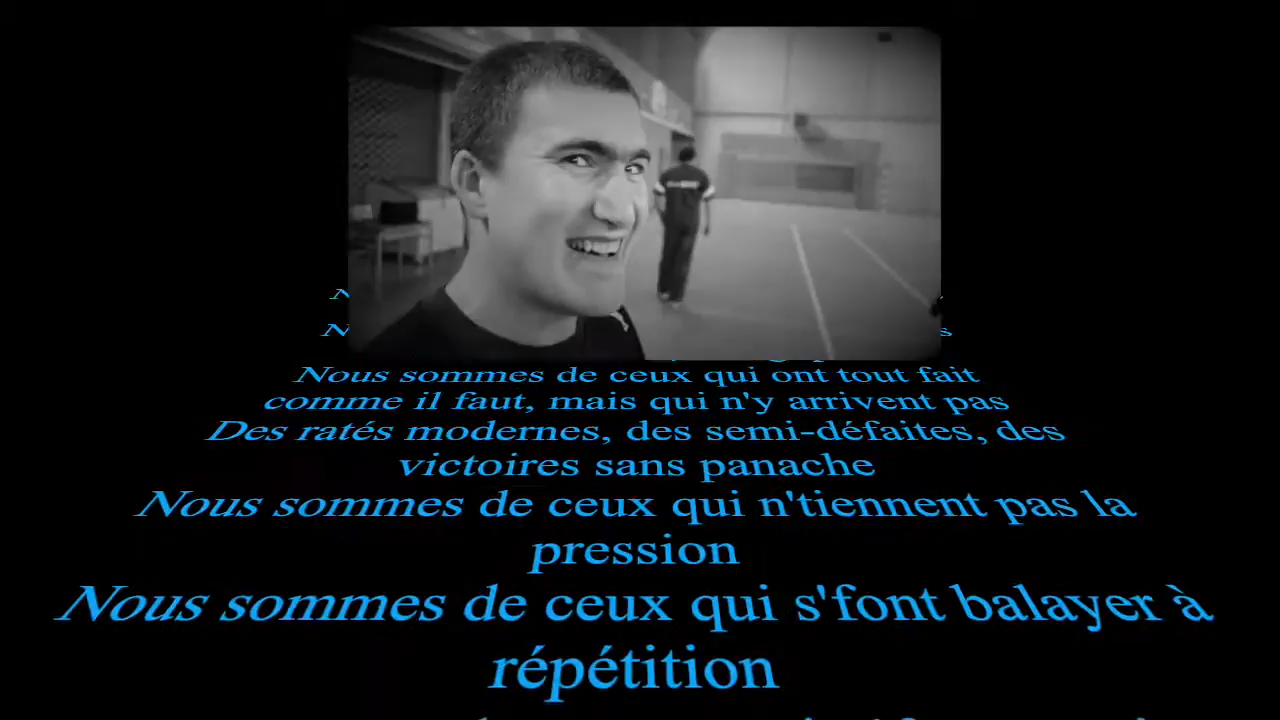 Nous sommes de ceux qui ont tout fait
comme il faut, mais qui n'y arrivent pas
Des ratés modernes, des semi-défaites, des
victoires sans panache
Nous sommes de ceux qui n'tiennent pas la
pression
Nous sommes de ceux qui s'font balayer à
répétition